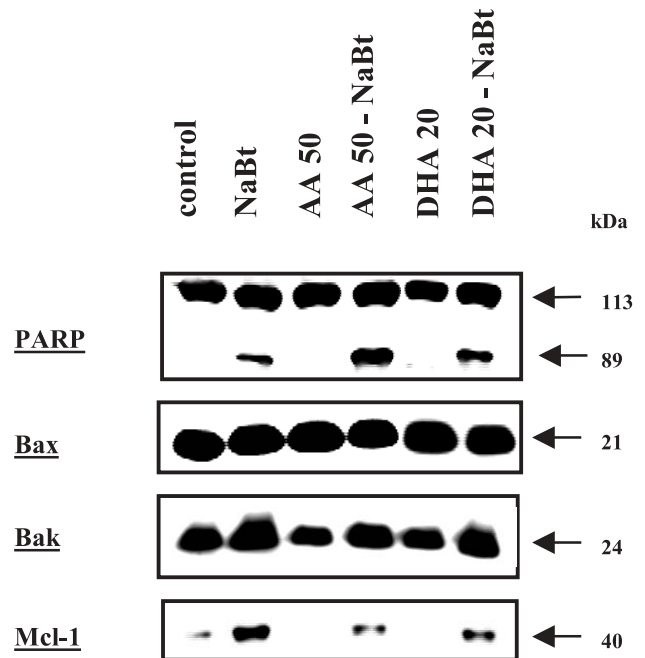 control
NaBt
AA 50
AA 50 - NaBt
DHA 20
DHA 20 - NaBt
kDa
PARP
113
89
Bax
21
Bak
24
Mcl-1
40